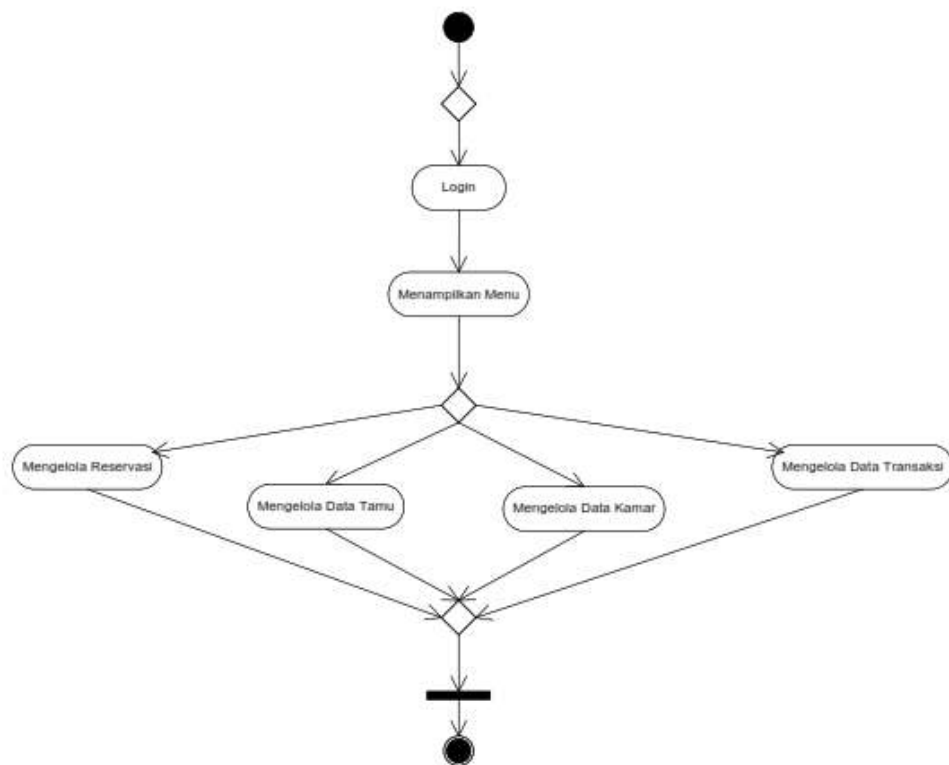 Login
Menampilkan Menu
Mengelola Reservasi
Mengelola Data Tamu
Mengelola Data Kamar
Mengelola Data Transaksi